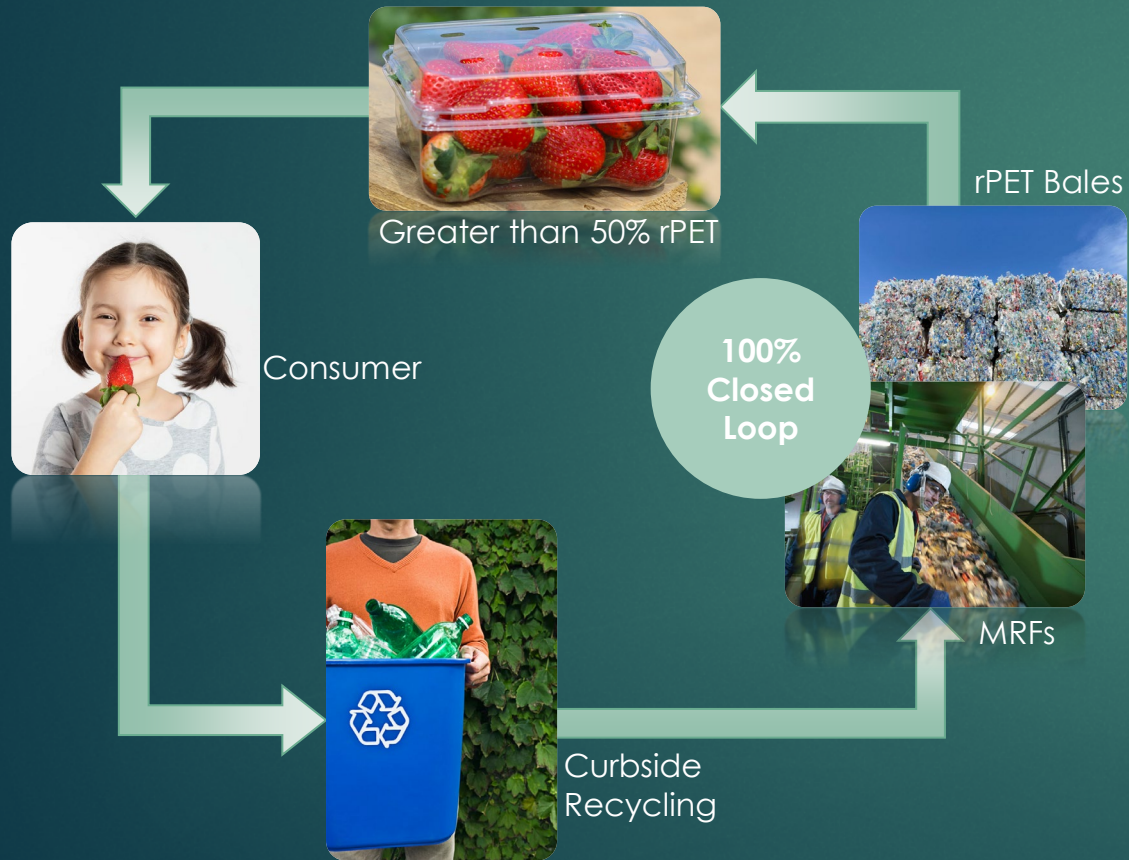 Greater than 50% rPET
rPET Bales
Consumer
100%
Closed
Loop
MRFs
Curbside
Recycling